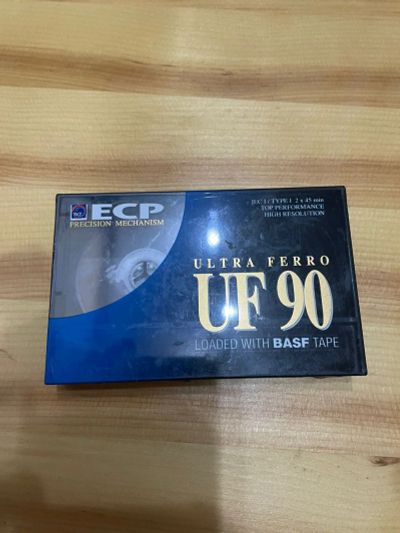 ECP
PRECISION MECHANISM
IEC I / TYPE I 2 x 45 min
TOP PERFORMANCE
HIGH RESOLUTION
ULTRA FERRO
UF 90
LOADED WITH BASF TAPE